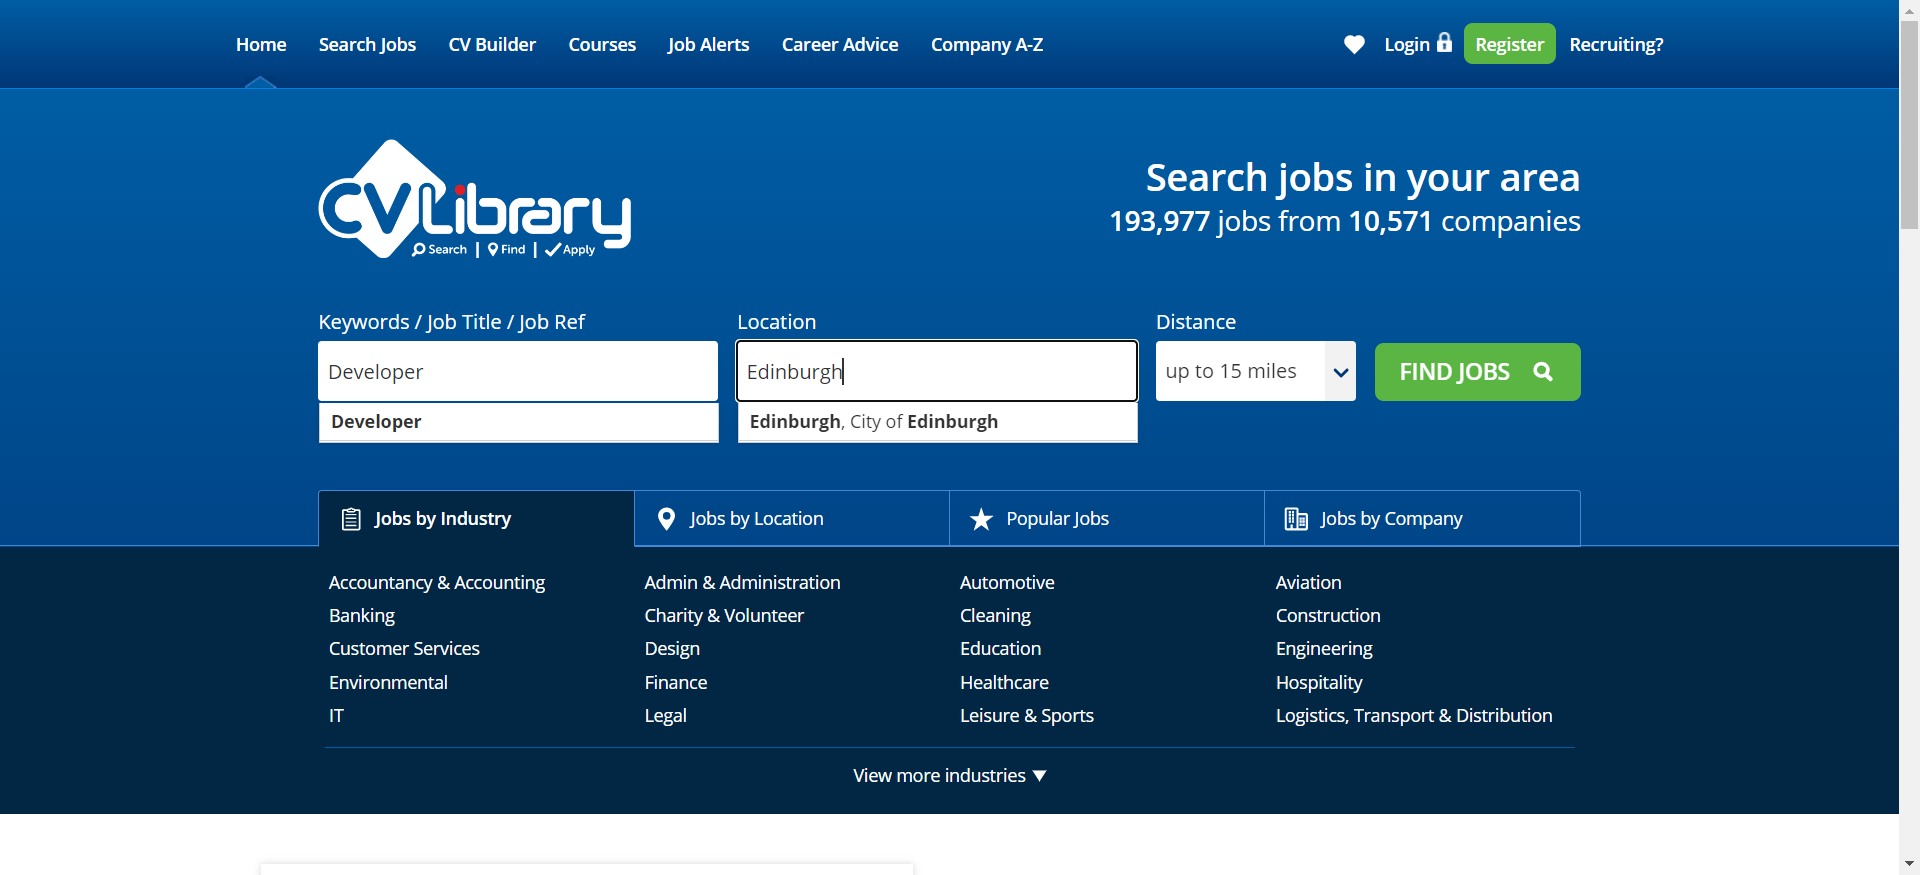 Home Search Jobs CV Builder Courses Job Alerts Career Advice Company A-Z Login Register Recruiting?
CV Library
Search | Find | Apply
Search jobs in your area
193,977 jobs from 10,571 companies
Keywords / Job Title / Job Ref Location Distance
Developer Edinburgh up to 15 miles FIND JOBS
Developer Edinburgh, City of Edinburgh
Jobs by Industry Jobs by Location Popular Jobs Jobs by Company
Accountancy & Accounting Admin & Administration Automotive Aviation
Banking Charity & Volunteer Cleaning Construction
Customer Services Design Education Engineering
Environmental Finance Healthcare Hospitality
IT Legal Leisure & Sports Logistics, Transport & Distribution
View more industries